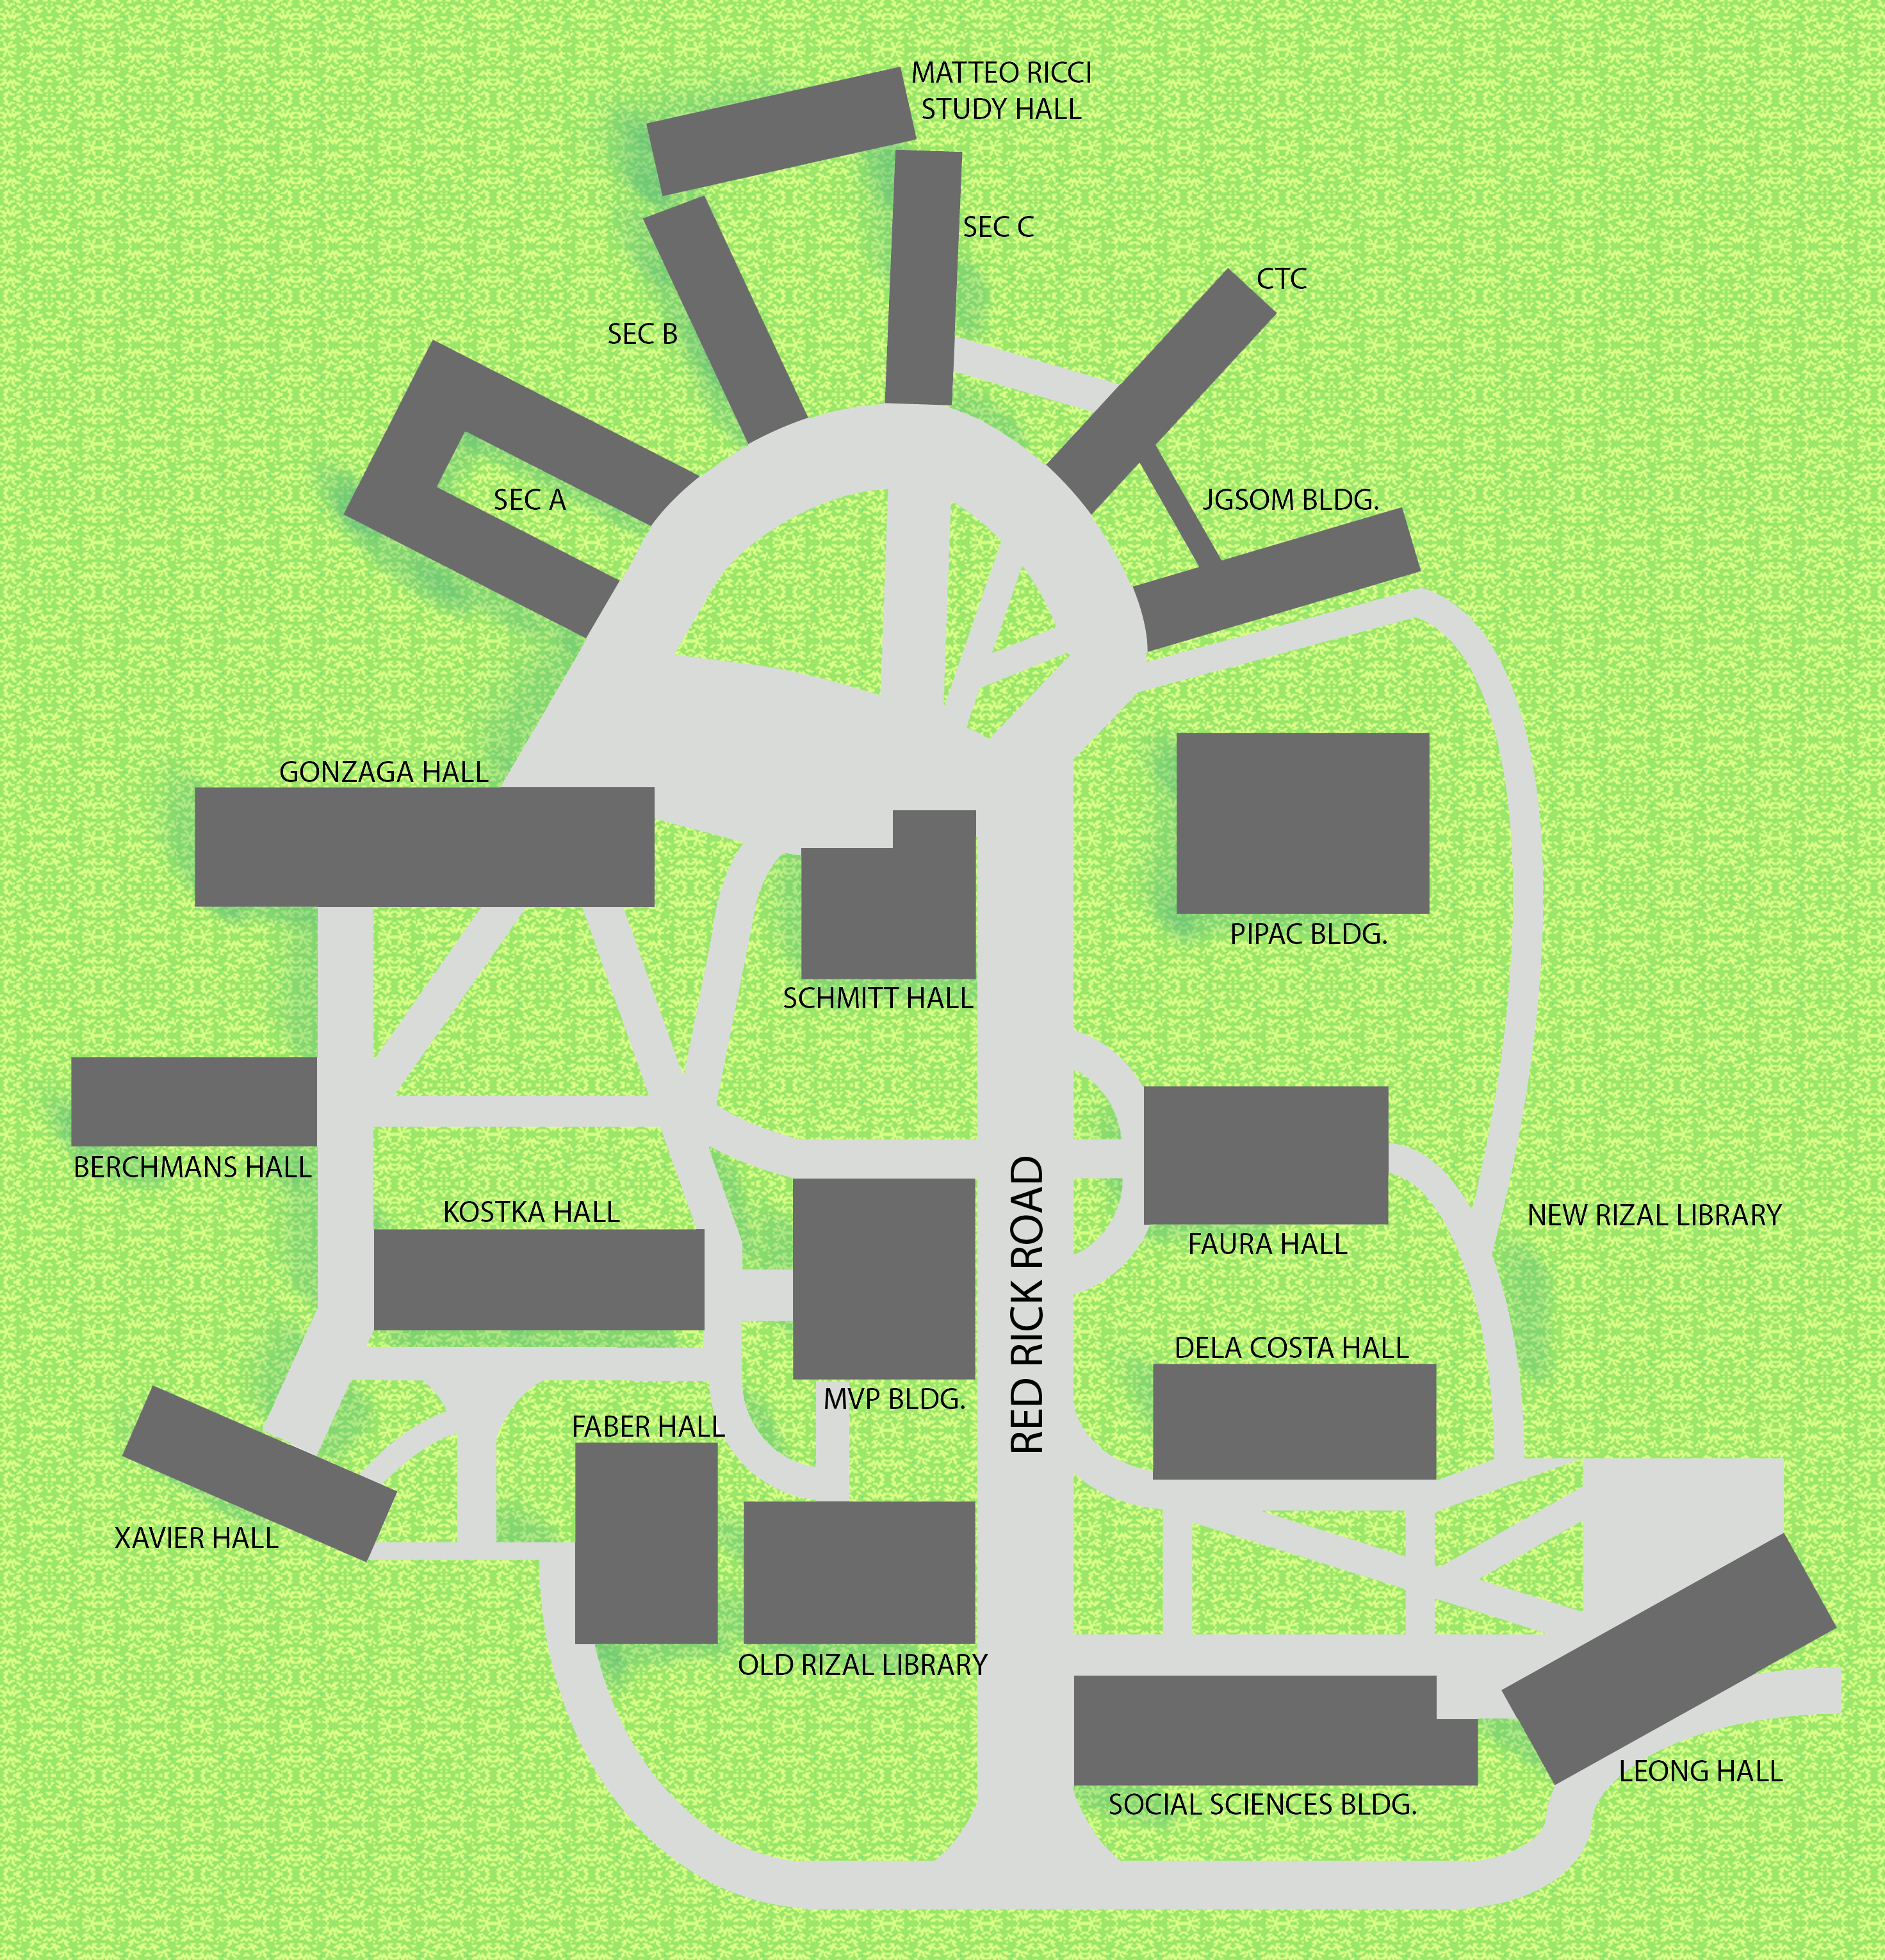 MATTEO RICCI
STUDY HALL
SEC C
CTC
SEC B
SEC A
JGSOM BLDG.
GONZAGA HALL
PIPAC BLDG.
SCHMITT HALL
BERCHMANS HALL
KOSTKA HALL
RED RICK ROAD
NEW RIZAL LIBRARY
FAURA HALL
DELA COSTA HALL
MVP BLDG.
FABER HALL
XAVIER HALL
OLD RIZAL LIBRARY
LEONG HALL
SOCIAL SCIENCES BLDG.